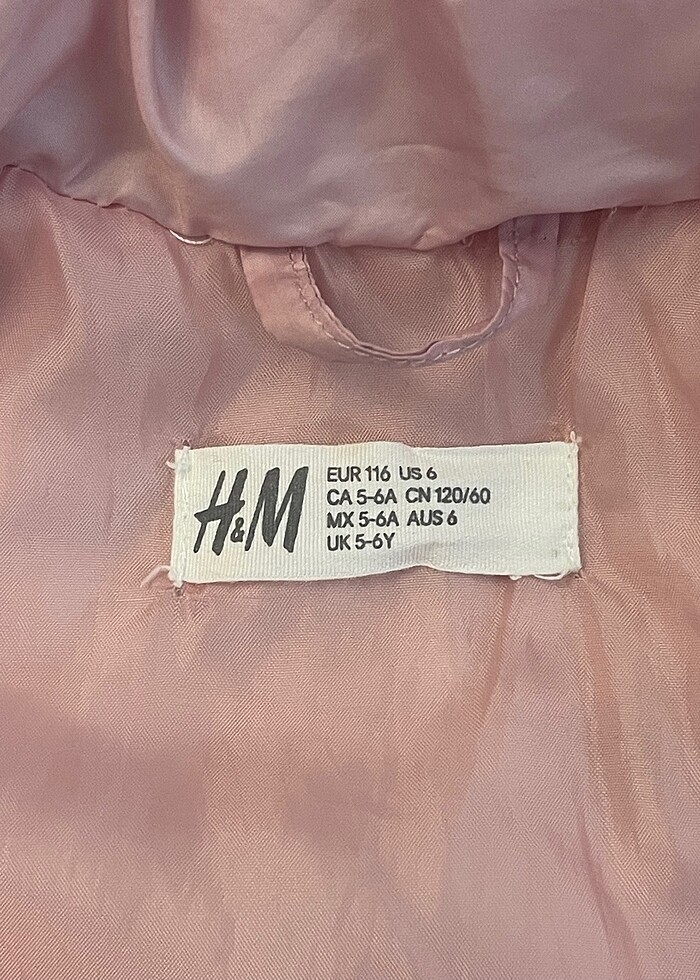 H&M
EUR 116 US 6
CA 5-6A CN 120/60
MX 5-6A AUS 6
UK 5-6Y